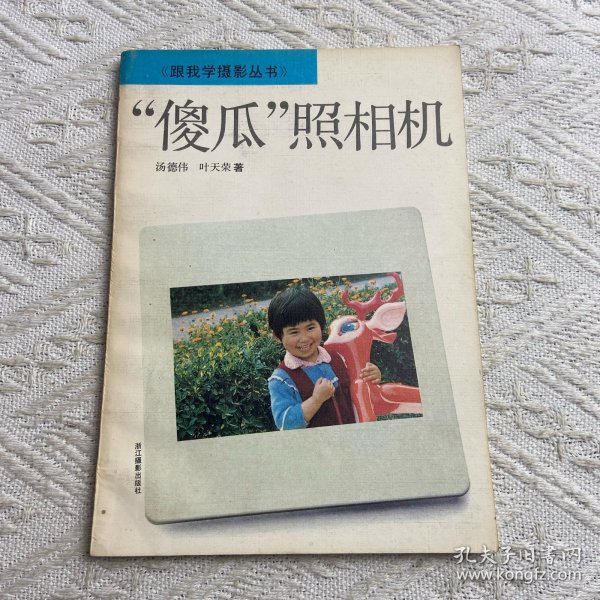 《跟我学摄影丛书》
“傻瓜”照相机
汤德伟 叶天荣 著
浙江摄影出版社
孔夫子旧书网
www.kongfz.com